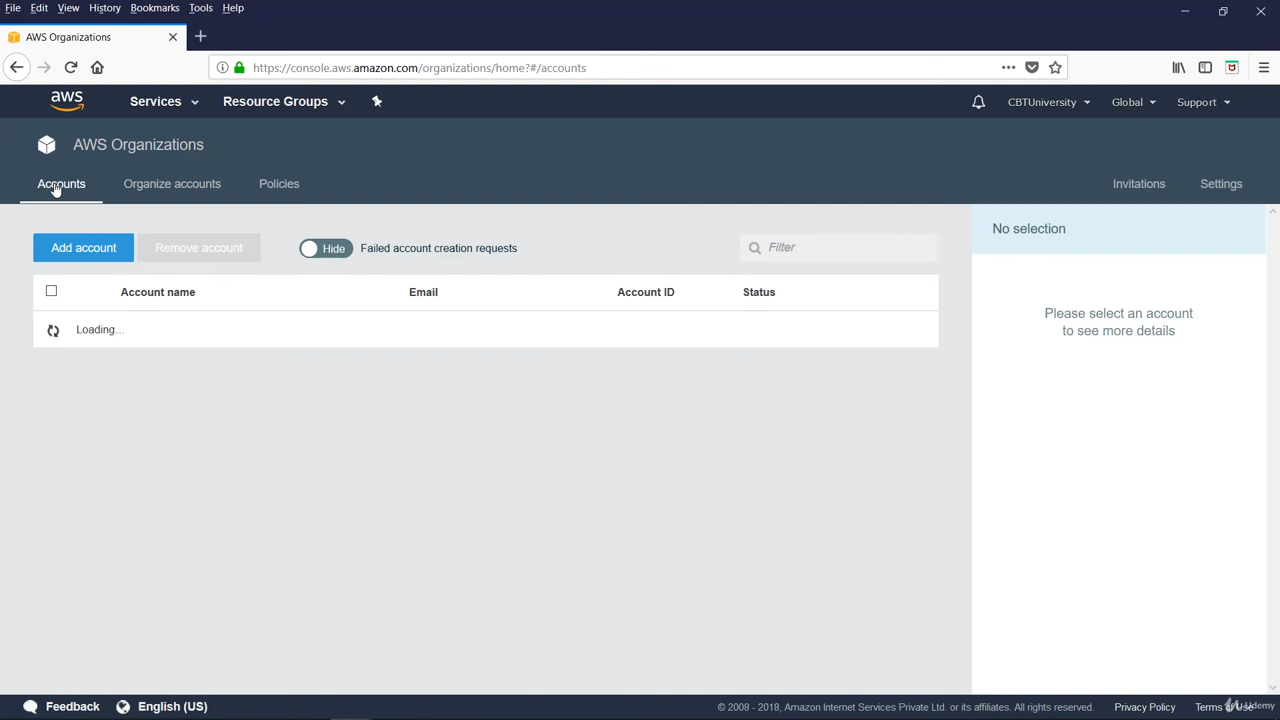 File Edit View History Bookmarks Tools Help
AWS Organizations
https://console.aws.amazon.com/organizations/home?#/accounts
aws Services Resource Groups CBTUniversity Global Support
AWS Organizations
Accounts Organize accounts Policies Invitations Settings
Add account Remove account Hide Failed account creation requests Filter
No selection
Account name Email Account ID Status
Loading...
Please select an account
to see more details
Feedback English (US) © 2008 - 2018, Amazon Internet Services Private Ltd. or its affiliates. All rights reserved. Privacy Policy Terms of Use
Udemy